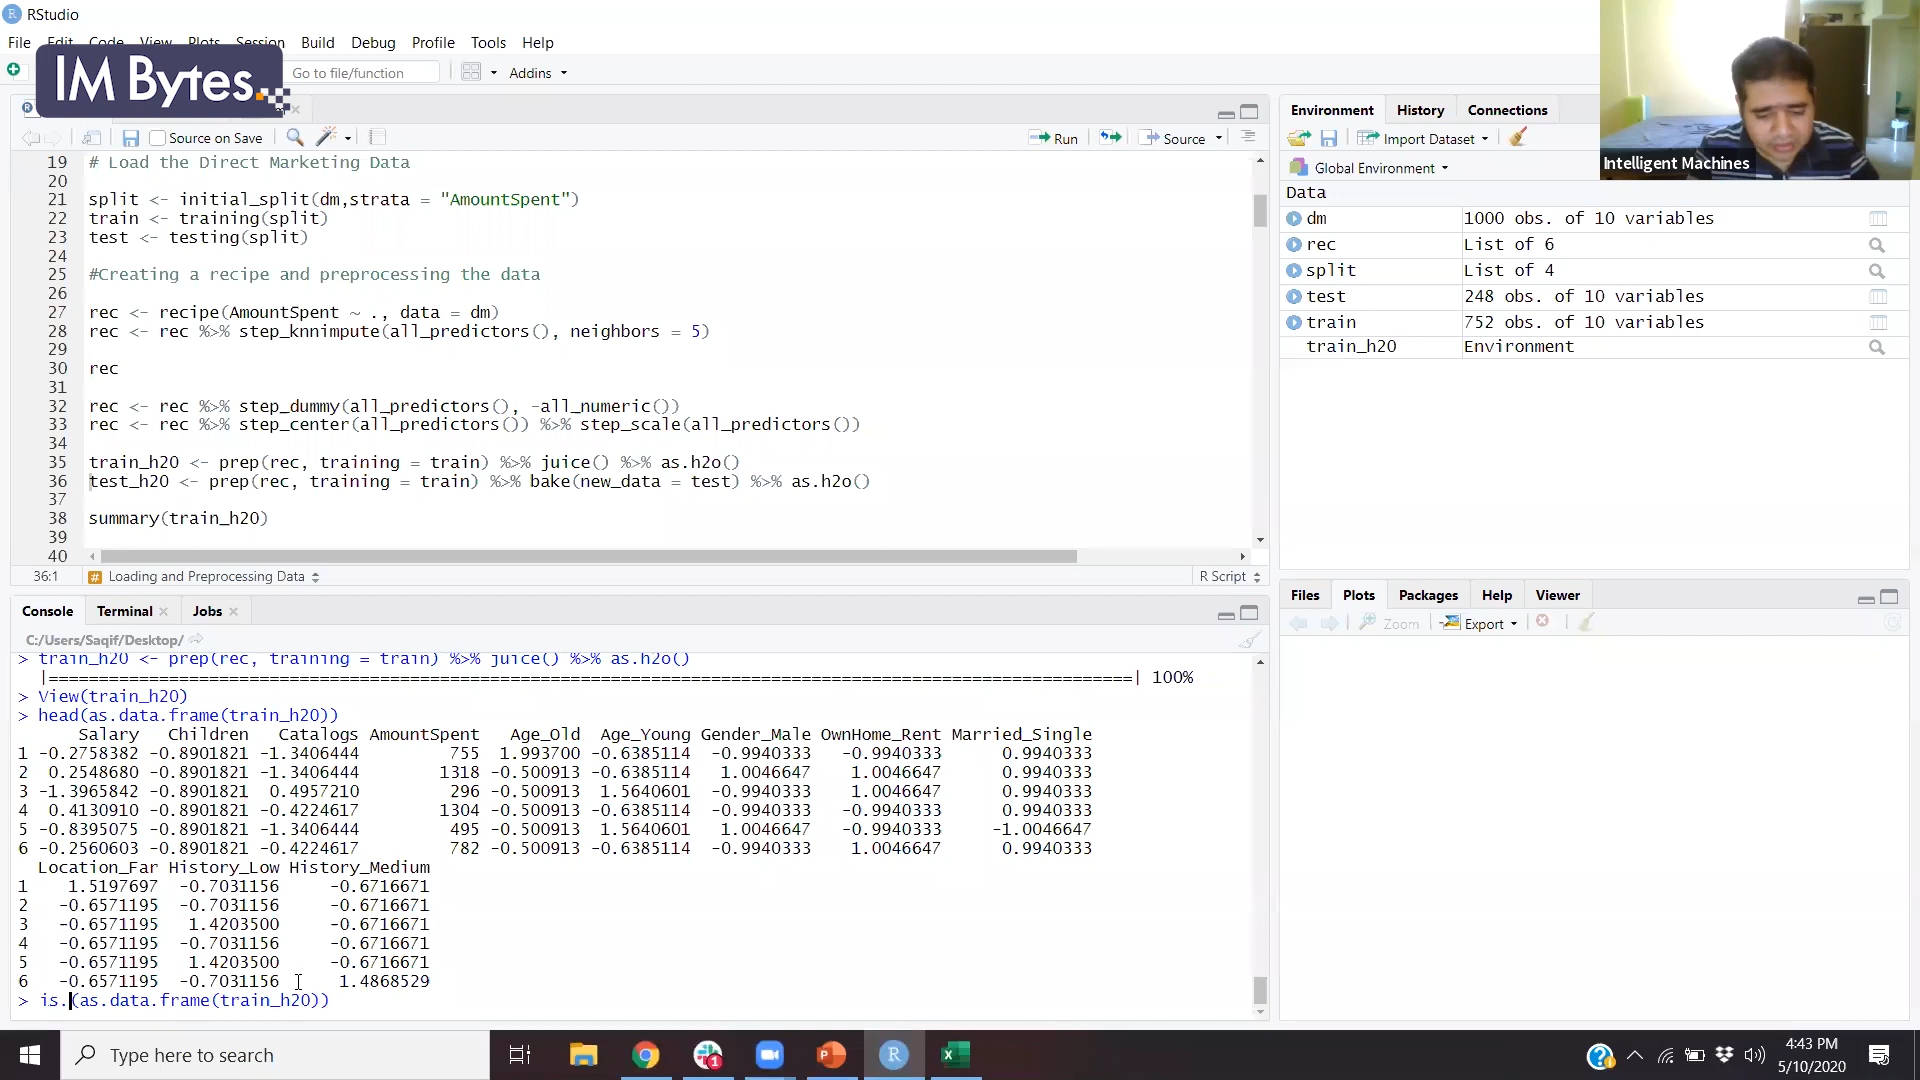 RStudio
File Edit Code View Plots Session Build Debug Profile Tools Help
IM Bytes.
Go to file/function
Addins
Source on Save
Run
Source
19 # Load the Direct Marketing Data
20
21 split <- initial_split(dm,strata = "AmountSpent")
22 train <- training(split)
23 test <- testing(split)
24
25 #Creating a recipe and preprocessing the data
26
27 rec <- recipe(AmountSpent ~ ., data = dm)
28 rec <- rec %>% step_knnimpute(all_predictors(), neighbors = 5)
29
30 rec
31
32 rec <- rec %>% step_dummy(all_predictors(), -all_numeric())
33 rec <- rec %>% step_center(all_predictors()) %>% step_scale(all_predictors())
34
35 train_h20 <- prep(rec, training = train) %>% juice() %>% as.h2o()
36 test_h20 <- prep(rec, training = train) %>% bake(new_data = test) %>% as.h2o()
37
38 summary(train_h20)
39
40
36:1 # Loading and Preprocessing Data R Script
Console Terminal Jobs
C:/Users/Saqif/Desktop/
> train_h20 <- prep(rec, training = train) %>% juice() %>% as.h2o()
|=============================================================================================================| 100%
> View(train_h20)
> head(as.data.frame(train_h20))
Salary Children Catalogs AmountSpent Age_Old Age_Young Gender_Male OwnHome_Rent Married_Single
1 -0.2758382 -0.8901821 -1.3406444 755 1.993700 -0.6385114 -0.9940333 -0.9940333 0.9940333
2 0.2548680 -0.8901821 -1.3406444 1318 -0.500913 -0.6385114 1.0046647 1.0046647 0.9940333
3 -1.3965842 -0.8901821 0.4957210 296 -0.500913 1.5640601 -0.9940333 1.0046647 0.9940333
4 0.4130910 -0.8901821 -0.4224617 1304 -0.500913 -0.6385114 -0.9940333 -0.9940333 0.9940333
5 -0.8395075 -0.8901821 -1.3406444 495 -0.500913 1.5640601 1.0046647 -0.9940333 -1.0046647
6 -0.2560603 -0.8901821 -0.4224617 782 -0.500913 -0.6385114 -0.9940333 1.0046647 0.9940333
Location_Far History_Low History_Medium
1 1.5197697 -0.7031156 -0.6716671
2 -0.6571195 -0.7031156 -0.6716671
3 -0.6571195 1.4203500 -0.6716671
4 -0.6571195 -0.7031156 -0.6716671
5 -0.6571195 1.4203500 -0.6716671
6 -0.6571195 -0.7031156 1.4868529
> is.(as.data.frame(train_h20))
Environment History Connections
Import Dataset
Global Environment
Data
dm 1000 obs. of 10 variables
rec List of 6
split List of 4
test 248 obs. of 10 variables
train 752 obs. of 10 variables
train_h20 Environment
Intelligent Machines
Files Plots Packages Help Viewer
Zoom Export
Type here to search
4:43 PM
5/10/2020